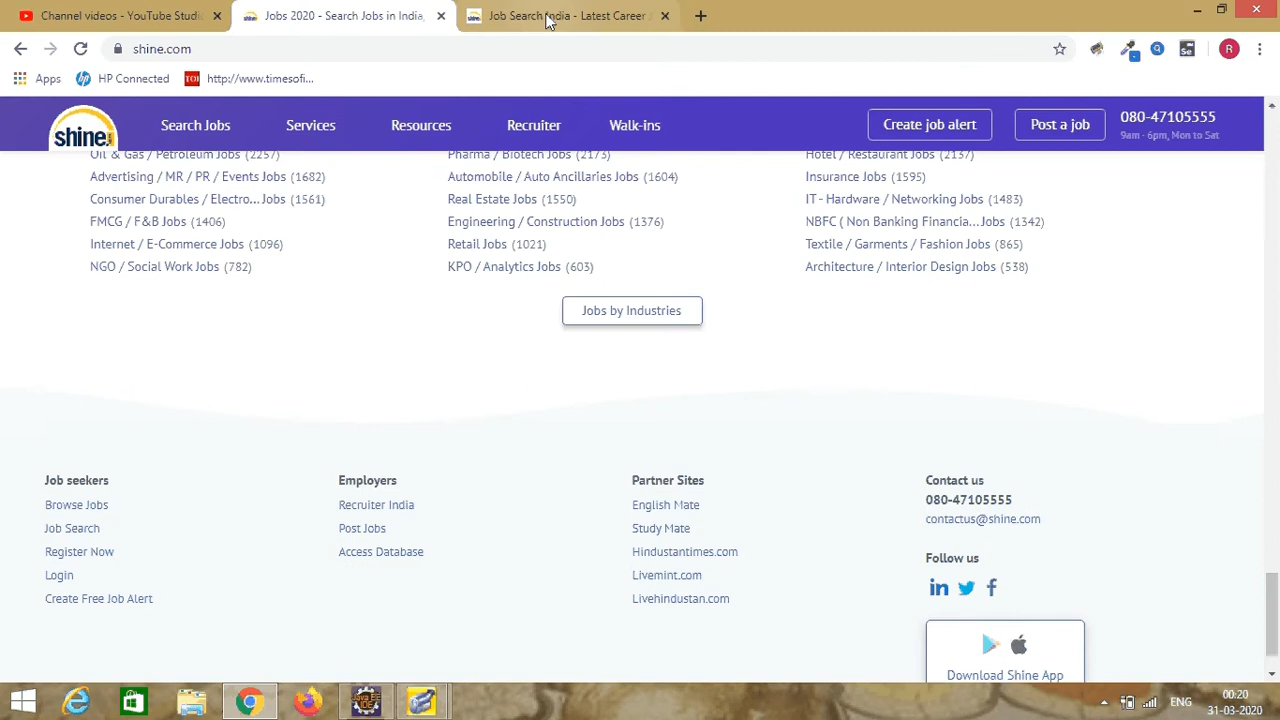 Channel videos - YouTube Studio
Jobs 2020 - Search Jobs in India,
Job Search India - Latest Career J
shine.com
Apps
HP Connected
TOI
http://www.timesofi...
Se
R
shine.com
Search Jobs
Services
Resources
Recruiter
Walk-ins
Create job alert
Post a job
080-47105555
9am - 6pm, Mon to Sat
Oil & Gas / Petroleum Jobs (2257)
Pharma / Biotech Jobs (2173)
Hotel / Restaurant Jobs (2137)
Advertising / MR / PR / Events Jobs (1682)
Automobile / Auto Ancillaries Jobs (1604)
Insurance Jobs (1595)
Consumer Durables / Electro... Jobs (1561)
Real Estate Jobs (1550)
IT - Hardware / Networking Jobs (1483)
FMCG / F&B Jobs (1406)
Engineering / Construction Jobs (1376)
NBFC ( Non Banking Financia... Jobs (1342)
Internet / E-Commerce Jobs (1096)
Retail Jobs (1021)
Textile / Garments / Fashion Jobs (865)
NGO / Social Work Jobs (782)
KPO / Analytics Jobs (603)
Architecture / Interior Design Jobs (538)
Jobs by Industries
Job seekers
Browse Jobs
Job Search
Register Now
Login
Create Free Job Alert
Employers
Recruiter India
Post Jobs
Access Database
Partner Sites
English Mate
Study Mate
Hindustantimes.com
Livemint.com
Livehindustan.com
Contact us
080-47105555
contactus@shine.com
Follow us
Download Shine App
Java EE
IDE
ENG
00:20
31-03-2020